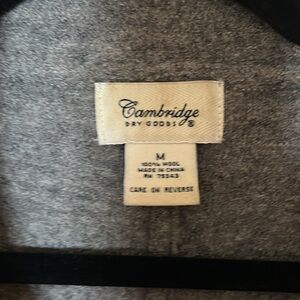 Cambridge
DRY GOODS ®
M
100% WOOL
MADE IN CHINA
RN 75343
CARE ON REVERSE